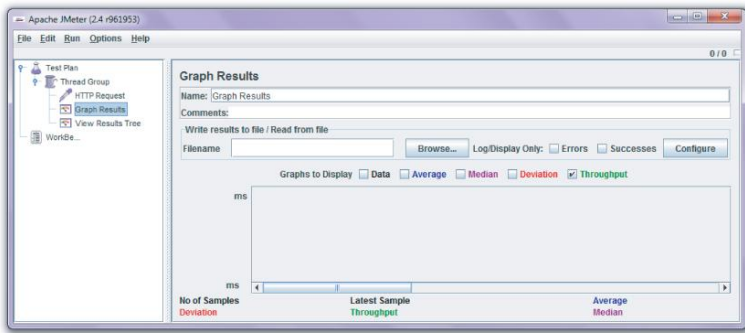 Apache JMeter (2.4 r961953)
File Edit Run Options Help
0 / 0
Test Plan
Thread Group
HTTP Request
Graph Results
View Results Tree
WorkBe...
Graph Results
Name: Graph Results
Comments:
Write results to file / Read from file
Filename Browse... Log/Display Only: Errors Successes Configure
Graphs to Display Data Average Median Deviation Throughput
ms
ms
No of Samples Latest Sample Average
Deviation Throughput Median